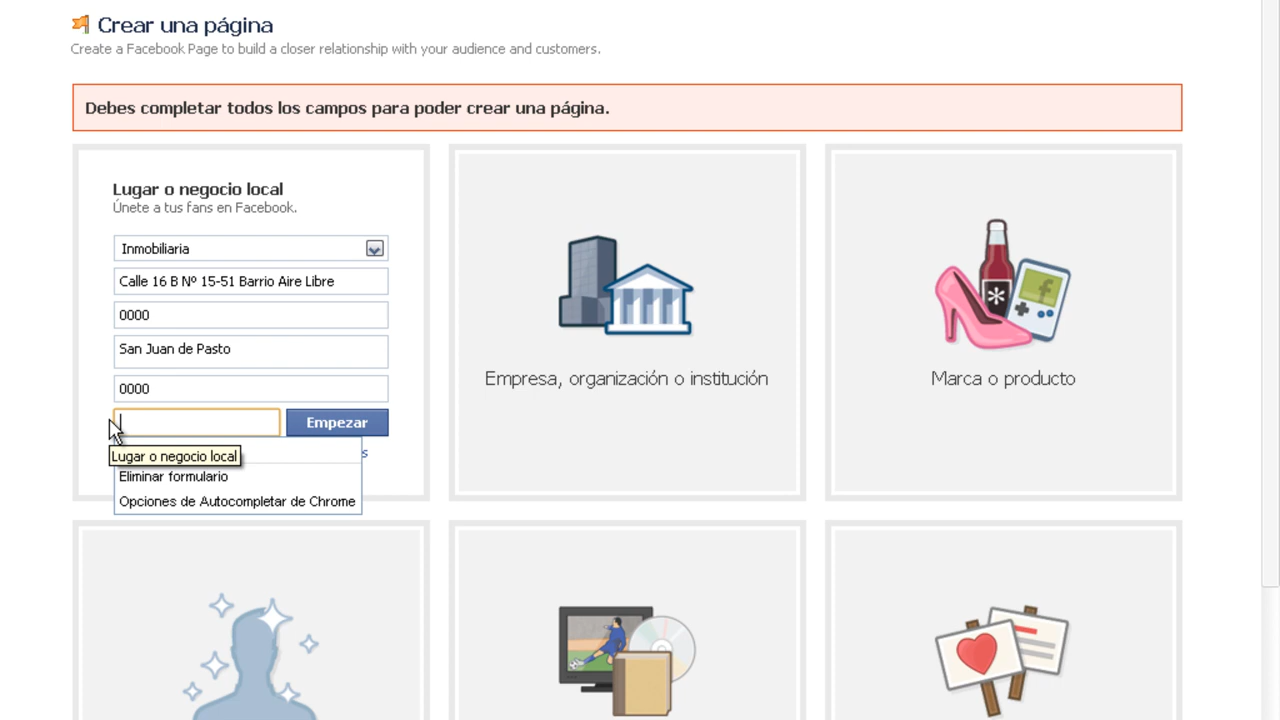 Crear una página
Create a Facebook Page to build a closer relationship with your audience and customers.
Debes completar todos los campos para poder crear una página.
Lugar o negocio local
Únete a tus fans en Facebook.
Inmobiliaria
Calle 16 B Nº 15-51 Barrio Aire Libre
0000
San Juan de Pasto
0000
Empezar
s
Lugar o negocio local
Eliminar formulario
Opciones de Autocompletar de Chrome
Empresa, organización o institución
Marca o producto